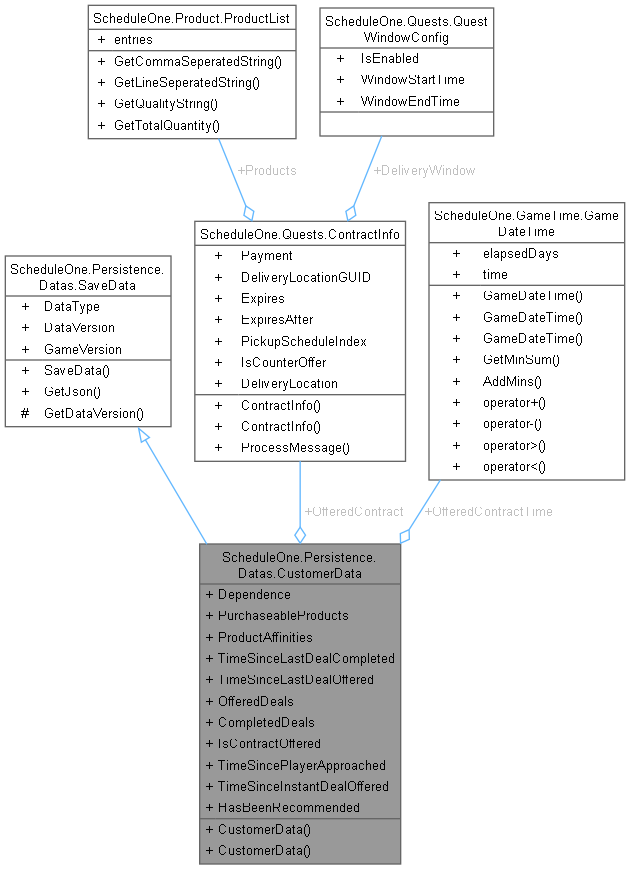 ScheduleOne.Product.ProductList
+ entries
+ GetCommaSeperatedString()
+ GetLineSeperatedString()
+ GetQualityString()
+ GetTotalQuantity()
ScheduleOne.Quests.Quest
WindowConfig
+ IsEnabled
+ WindowStartTime
+ WindowEndTime
+Products
+DeliveryWindow
ScheduleOne.Persistence.
Datas.SaveData
+ DataType
+ DataVersion
+ GameVersion
+ SaveData()
+ GetJson()
# GetDataVersion()
ScheduleOne.Quests.ContractInfo
+ Payment
+ DeliveryLocationGUID
+ Expires
+ ExpiresAfter
+ PickupScheduleIndex
+ IsCounterOffer
+ DeliveryLocation
+ ContractInfo()
+ ContractInfo()
+ ProcessMessage()
ScheduleOne.GameTime.Game
DateTime
+ elapsedDays
+ time
+ GameDateTime()
+ GameDateTime()
+ GameDateTime()
+ GetMinSum()
+ AddMins()
+ operator+()
+ operator-()
+ operator>()
+ operator<()
+OfferedContract
+OfferedContractTime
ScheduleOne.Persistence.
Datas.CustomerData
+ Dependence
+ PurchaseableProducts
+ ProductAffinities
+ TimeSinceLastDealCompleted
+ TimeSinceLastDealOffered
+ OfferedDeals
+ CompletedDeals
+ IsContractOffered
+ TimeSincePlayerApproached
+ TimeSinceInstantDealOffered
+ HasBeenRecommended
+ CustomerData()
+ CustomerData()